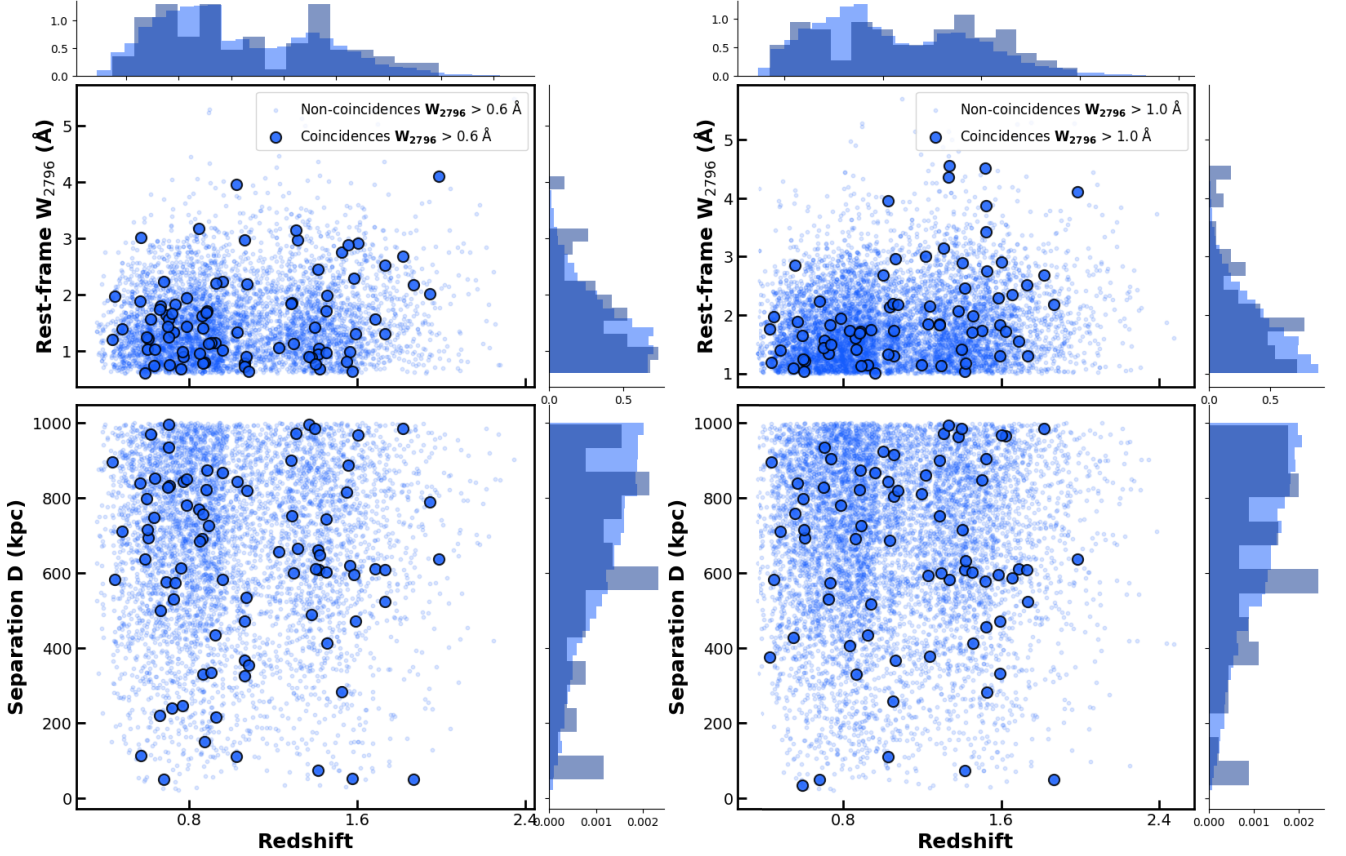 1.0
0.5
0.0
1.0
0.5
0.0
Non-coincidences W2796 > 0.6 Å
Coincidences W2796 > 0.6 Å
Rest-frame W2796 (Å)
5
4
3
2
1
0.0 0.5
Non-coincidences W2796 > 1.0 Å
Coincidences W2796 > 1.0 Å
Rest-frame W2796 (Å)
5
4
3
2
1
0.0 0.5
Separation D (kpc)
1000
800
600
400
200
0
0.8 1.6 2.4
Redshift
0.000 0.001 0.002
Separation D (kpc)
1000
800
600
400
200
0
0.8 1.6 2.4
Redshift
0.000 0.001 0.002